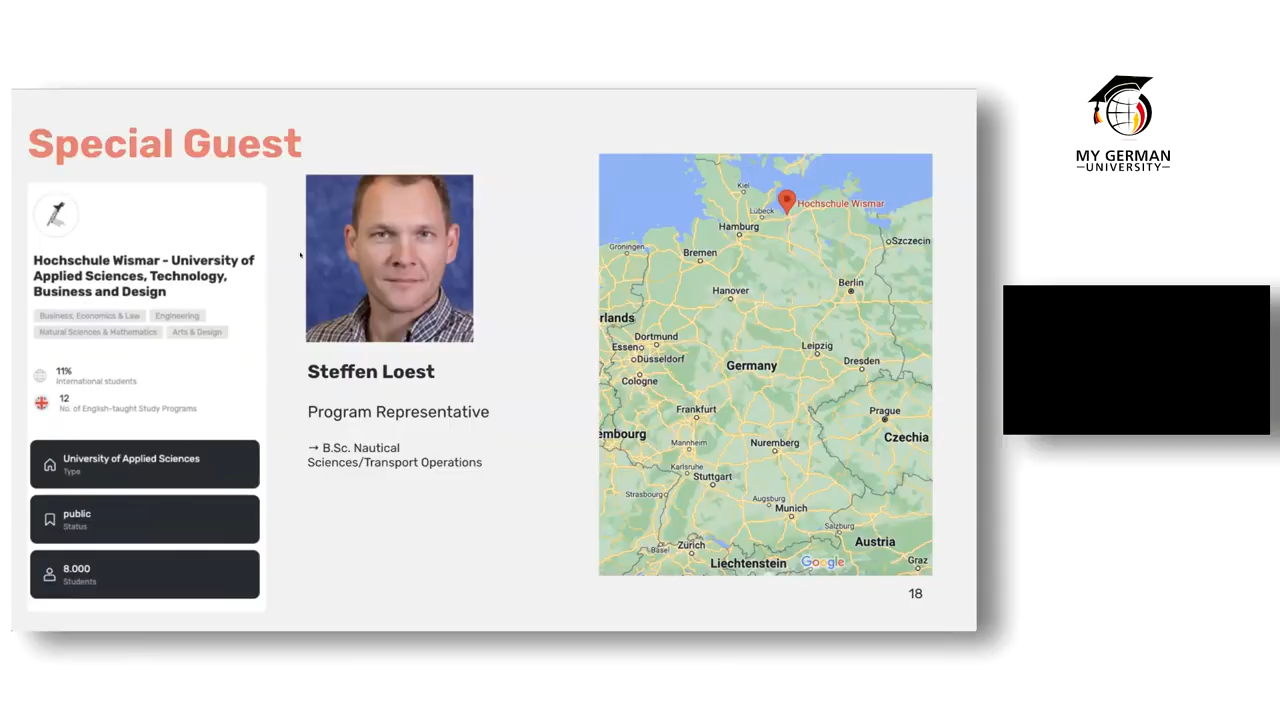 Special Guest
Hochschule Wismar - University of
Applied Sciences, Technology,
Business and Design
Business, Economics & Law
Engineering
Natural Sciences & Mathematics
Arts & Design
11%
International students
12
No. of English-taught Study Programs
University of Applied Sciences
Type
public
Status
8.000
Students
Steffen Loest
Program Representative
→ B.Sc. Nautical
Sciences/Transport Operations
Kiel
Hochschule Wismar
Lübeck
Hamburg
Groningen
Szczecin
Bremen
Berlin
Hanover
rlands
Dortmund
Essen
Leipzig
Düsseldorf
Germany
Dresden
Cologne
Frankfurt
Prague
embourg
Mannheim
Nuremberg
Czechia
Karlsruhe
Stuttgart
Strasbourg
Augsburg
Munich
Salzburg
Austria
Basel
Zürich
Liechtenstein
Google
Graz
18
MY GERMAN
UNIVERSITY